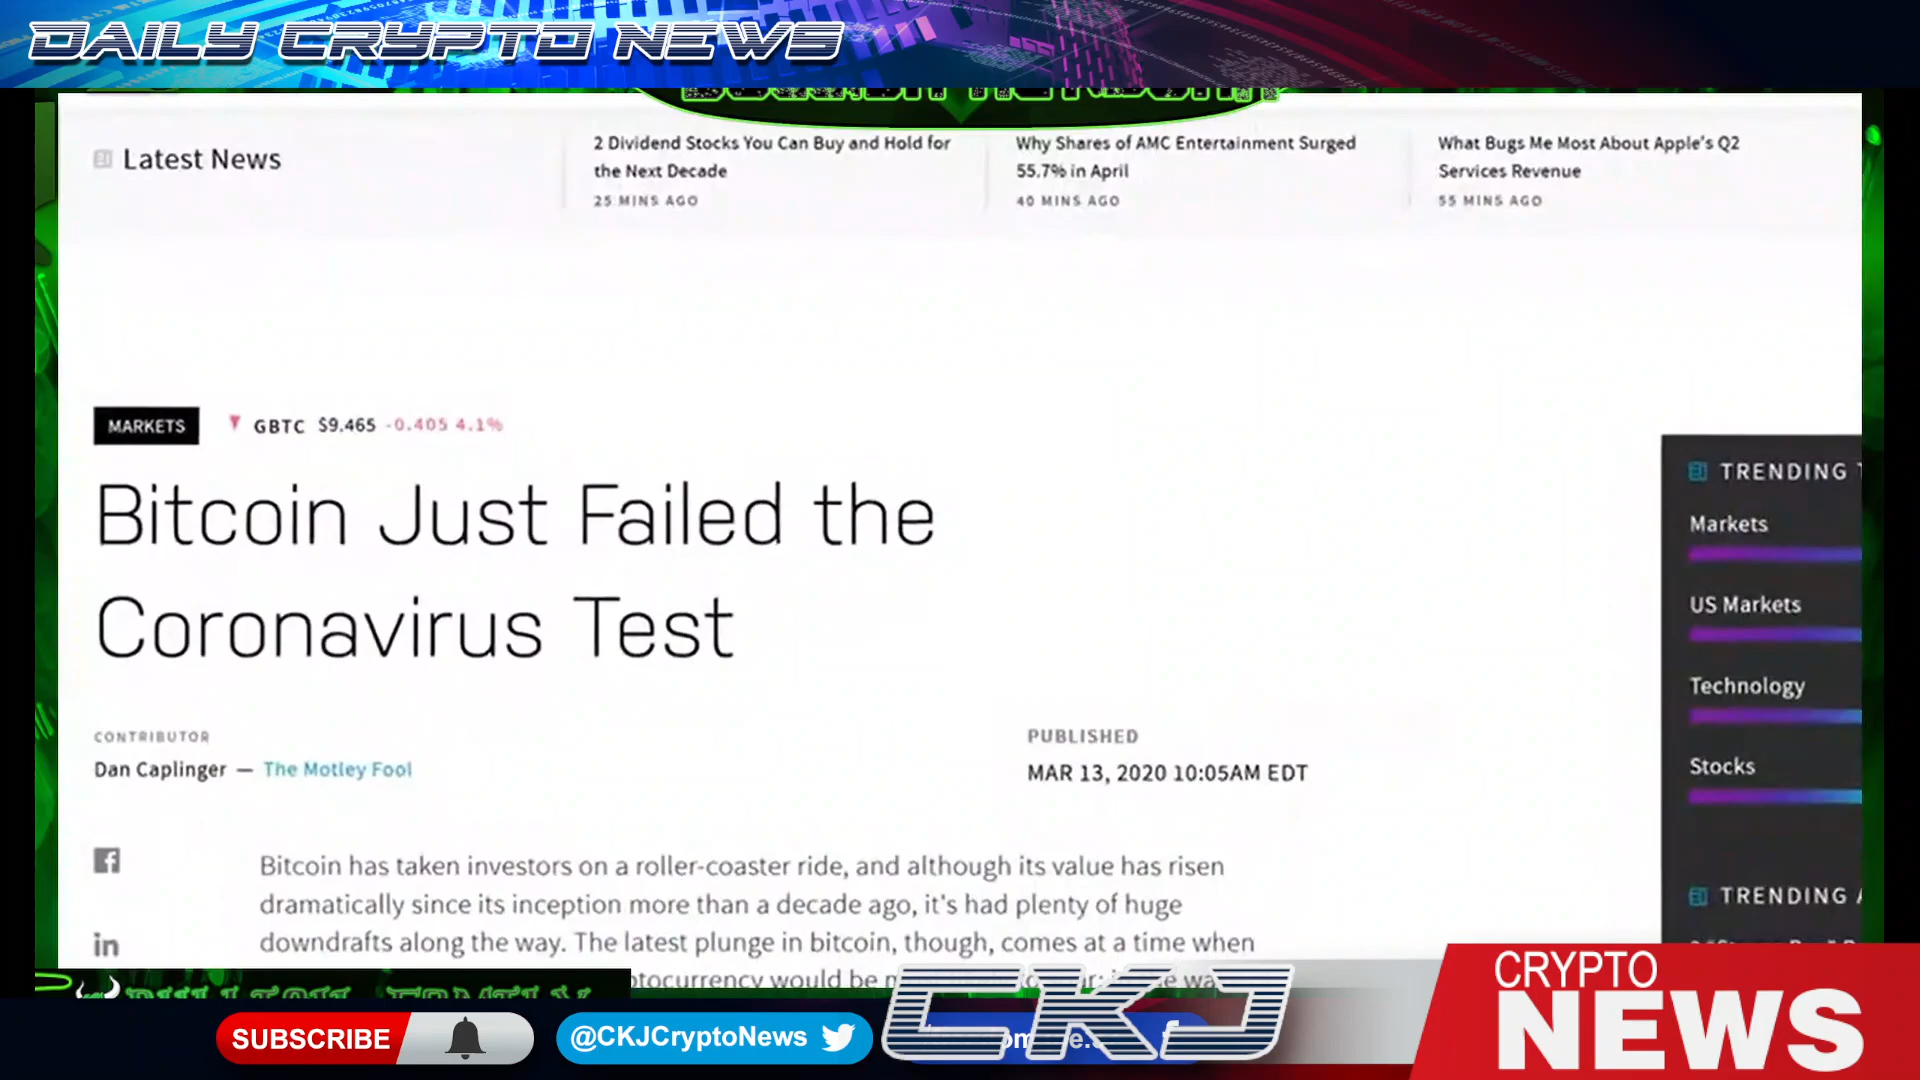 DAILY CRYPTO NEWS
Latest News
2 Dividend Stocks You Can Buy and Hold for
the Next Decade
25 MINS AGO
Why Shares of AMC Entertainment Surged
55.7% in April
40 MINS AGO
What Bugs Me Most About Apple's Q2
Services Revenue
55 MINS AGO
MARKETS
GBTC $9.465 -0.405 4.1%
Bitcoin Just Failed the
Coronavirus Test
CONTRIBUTOR
Dan Caplinger — The Motley Fool
PUBLISHED
MAR 13, 2020 10:05AM EDT
Bitcoin has taken investors on a roller-coaster ride, and although its value has risen
dramatically since its inception more than a decade ago, it's had plenty of huge
downdrafts along the way. The latest plunge in bitcoin, though, comes at a time when
would be
TRENDING
Markets
US Markets
Technology
Stocks
TRENDING
SUBSCRIBE
@CKJCryptoNews
CKJ
CRYPTO
NEWS